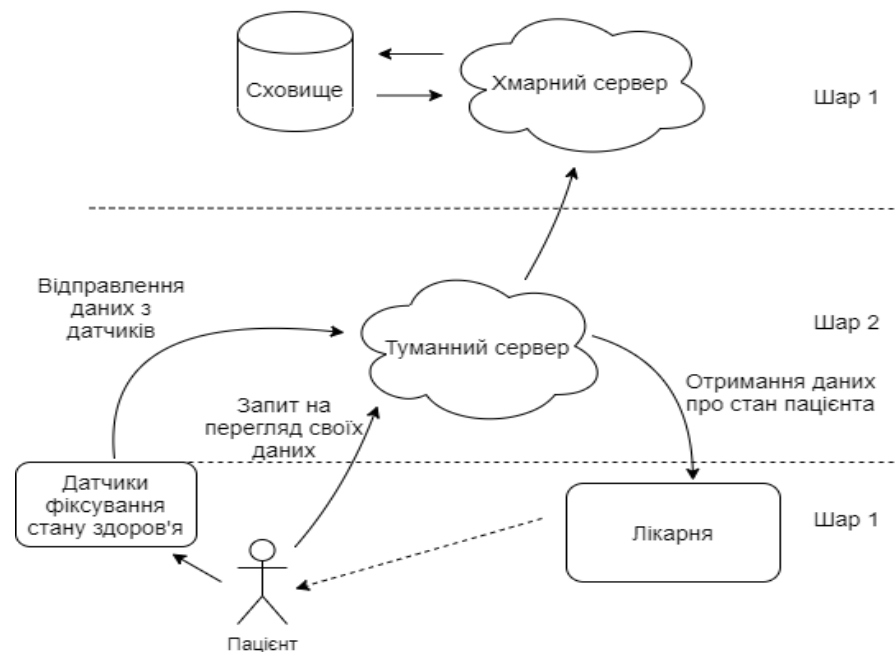 Сховище
Хмарний сервер
Шар 1
Відправлення
даних з
датчиків
Туманний сервер
Шар 2
Запит на
перегляд своїх
даних
Отримання даних
про стан пацієнта
Датчики
фіксування
стану здоров'я
Лікарня
Шар 1
Пацієнт